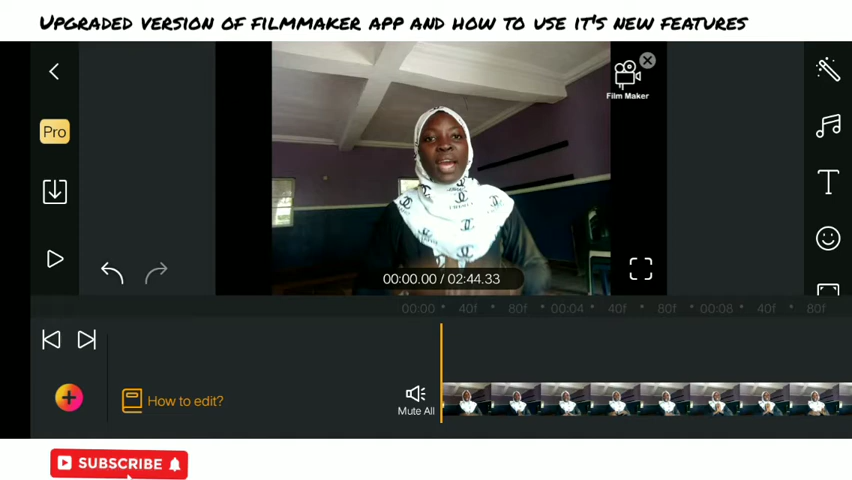 Upgraded version of filmmaker app and how to use it's new features
Film Maker
Pro
00:00.00 / 02:44.33
00:00 40f 80f 00:04 40f 80f 00:08 40f 80f
How to edit?
Mute All
SUBSCRIBE